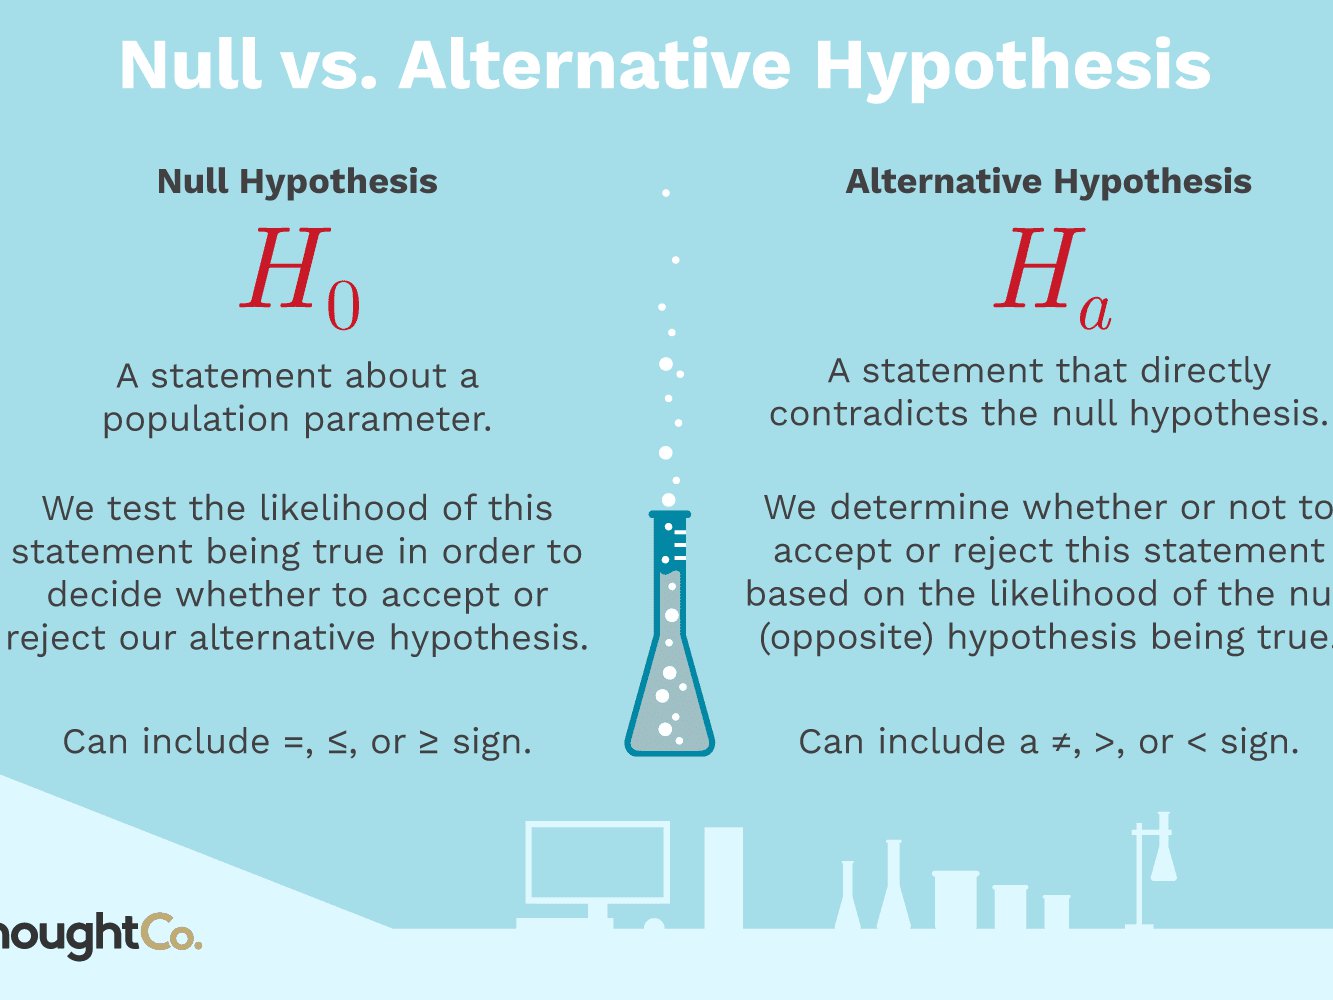 Null vs. Alternative Hypothesis
Null Hypothesis
H₀
A statement about a
population parameter.
We test the likelihood of this
statement being true in order to
decide whether to accept or
reject our alternative hypothesis.
Can include =, ≤, or ≥ sign.
Alternative Hypothesis
Hₐ
A statement that directly
contradicts the null hypothesis.
We determine whether or not to
accept or reject this statement
based on the likelihood of the nu
(opposite) hypothesis being true.
Can include a ≠, >, or < sign.
houghtCo.